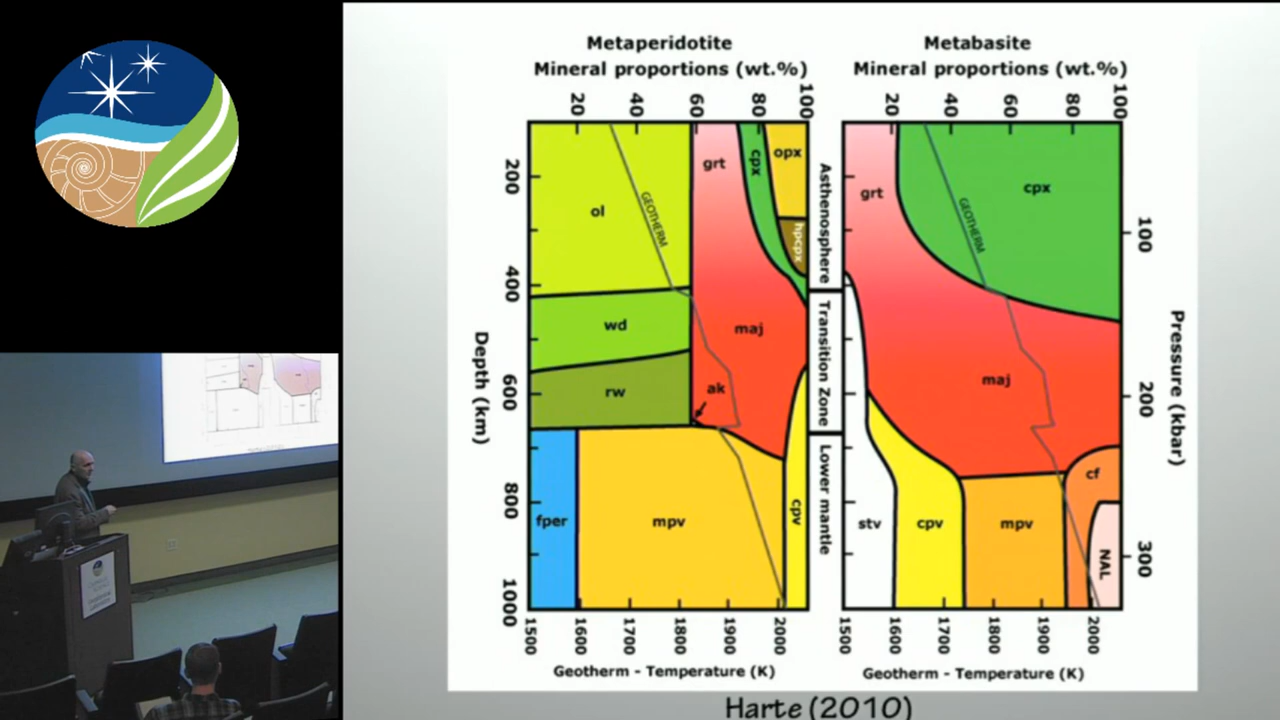 Metaperidotite
Mineral proportions (wt.%)
20 40 60 80 100
Metabasite
Mineral proportions (wt.%)
20 40 60 80 100
Depth (km)
200
400
600
800
1000
ol
GEOTHERM
grt
cpx
opx
hpcpx
wd
maj
rw
ak
fper
mpv
cpv
Asthenosphere
Transition Zone
Lower mantle
grt
GEOTHERM
cpx
maj
stv
cpv
mpv
cf
NAL
100
200
300
Pressure (kbar)
1500 1600 1700 1800 1900 2000
Geotherm - Temperature (K)
1500 1600 1700 1800 1900 2000
Geotherm - Temperature (K)
Harte (2010)